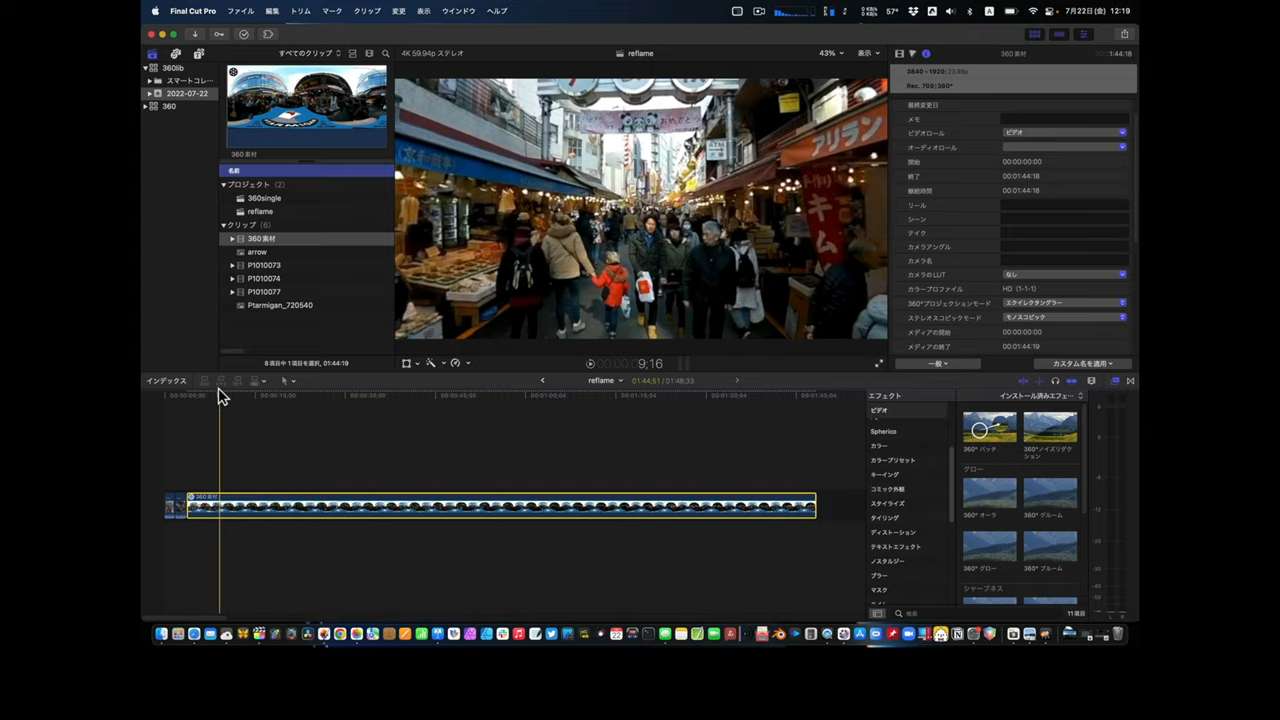 Final Cut Pro ファイル 編集 トリム マーク クリップ 変更 表示 ウインドウ ヘルプ
0 KB/s
0 KB/s
57° 7月22日(金) 12:19
すべてのクリップ
4K 59.94p ステレオ
reflame
43%
表示
360素材
1:44:18
360lib
スマートコレ...
2022-07-22
360
360素材
名前
プロジェクト (2)
360single
reflame
クリップ (6)
360素材
arrow
P1010073
P1010074
P1010077
Ptarmigan_720540
8項目中1項目を選択, 01:44:19
アリラン
キム
ATM
3840 × 1920 | 23.98p
Rec. 709 | 360°
最終変更日
メモ
ビデオロール ビデオ
オーディオロール
開始 00:00:00:00
終了 00:01:44:18
継続時間 00:01:44:18
リール
シーン
テイク
カメラアングル
カメラ名
カメラのLUT なし
カラープロファイル HD (1-1-1)
360°プロジェクションモード エクイレクタングラー
ステレオスコピックモード モノスコピック
メディアの開始 00:00:00:00
メディアの終了 00:01:44:19
一般
カスタム名を適用
9;16
インデックス
reflame
01:44;51 / 01:48;33
00:00:00;00 00:00:15;00 00:00:30;00 00:00:45;00 00:01:00;04 00:01:15;04 00:01:30;04 00:01:45;04
360素材
エフェクト
インストール済みエフェ...
ビデオ
Spherico
カラー
カラープリセット
キーイング
コミック外観
スタイライズ
タイリング
ディストーション
テキストエフェクト
ノスタルジー
ブラー
マスク
360° パッチ
360°ノイズリダクション
グロー
360° オーラ
360° グルーム
360° グロー
360° ブルーム
シャープネス
検索
11項目